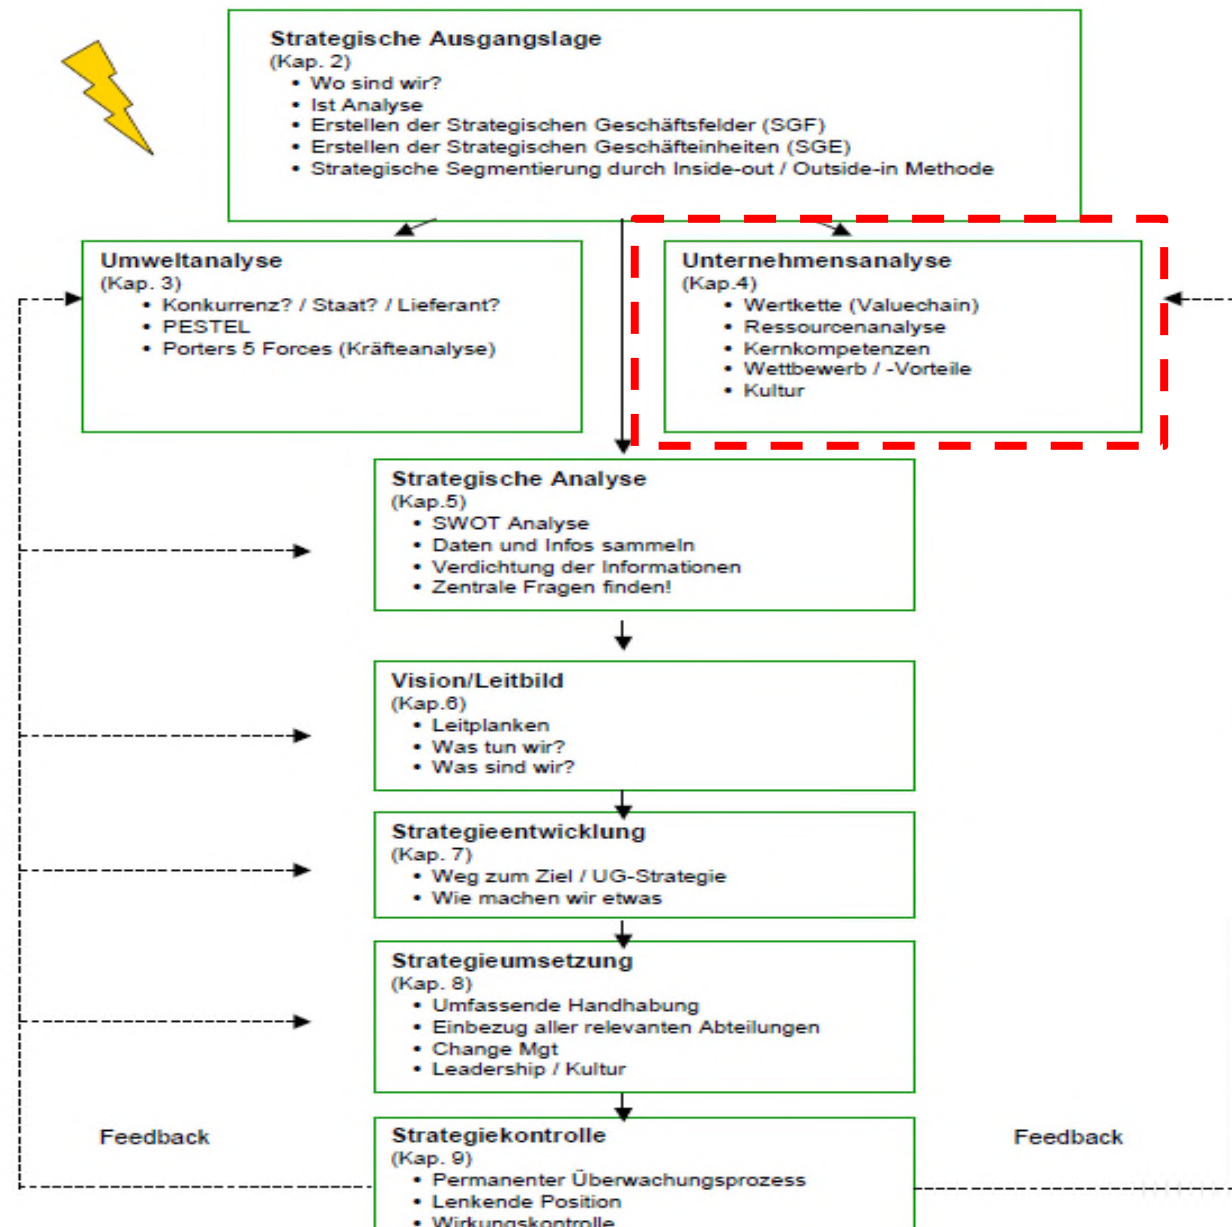 Strategische Ausgangslage
(Kap. 2)
• Wo sind wir?
• Ist Analyse
• Erstellen der Strategischen Geschäftsfelder (SGF)
• Erstellen der Strategischen Geschäfteinheiten (SGE)
• Strategische Segmentierung durch Inside-out / Outside-in Methode
Umweltanalyse
(Kap. 3)
• Konkurrenz? / Staat? / Lieferant?
• PESTEL
• Porters 5 Forces (Kräfteanalyse)
Unternehmensanalyse
(Kap.4)
• Wertkette (Valuechain)
• Ressourcenanalyse
• Kernkompetenzen
• Wettbewerb / -Vorteile
• Kultur
Strategische Analyse
(Kap.5)
• SWOT Analyse
• Daten und Infos sammeln
• Verdichtung der Informationen
• Zentrale Fragen finden!
Vision/Leitbild
(Kap.6)
• Leitplanken
• Was tun wir?
• Was sind wir?
Strategieentwicklung
(Kap. 7)
• Weg zum Ziel / UG-Strategie
• Wie machen wir etwas
Strategieumsetzung
(Kap. 8)
• Umfassende Handhabung
• Einbezug aller relevanten Abteilungen
• Change Mgt
• Leadership / Kultur
Feedback
Strategiekontrolle
(Kap. 9)
• Permanenter Überwachungsprozess
• Lenkende Position
• Wirkungskontrolle
Feedback